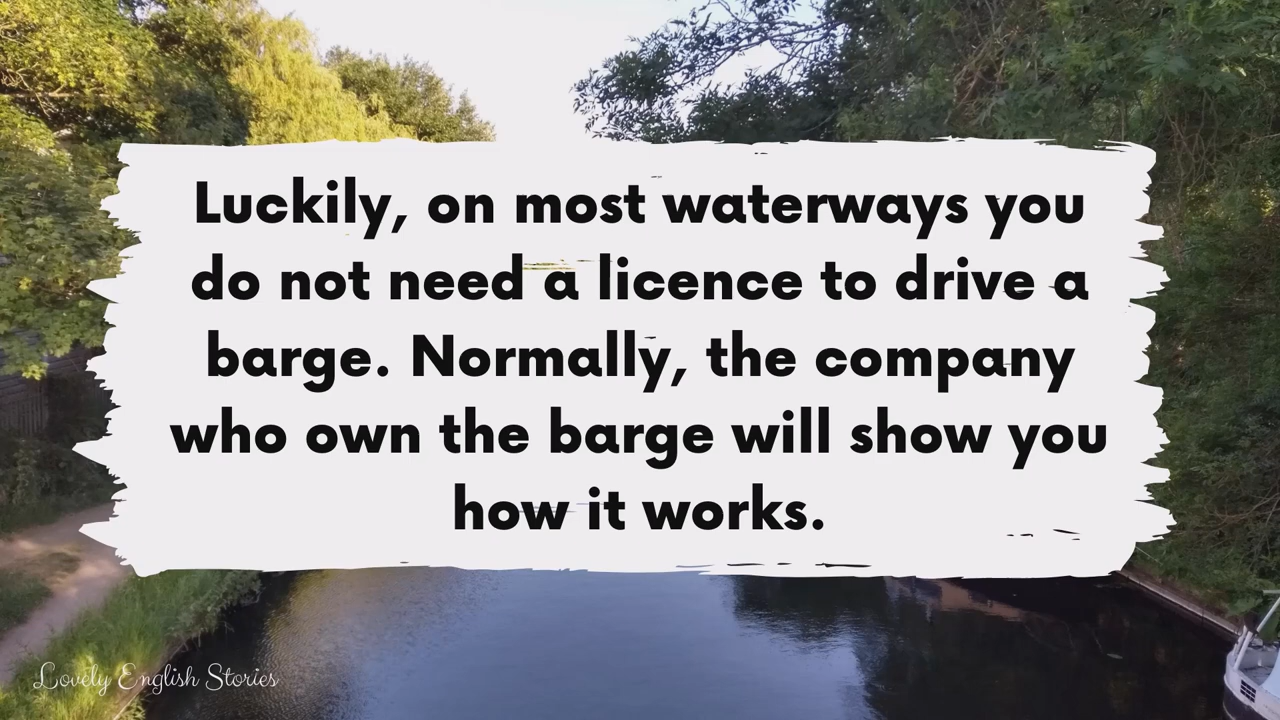 Luckily, on most waterways you
do not need a licence to drive a
barge. Normally, the company
who own the barge will show you
how it works.
Lovely English Stories